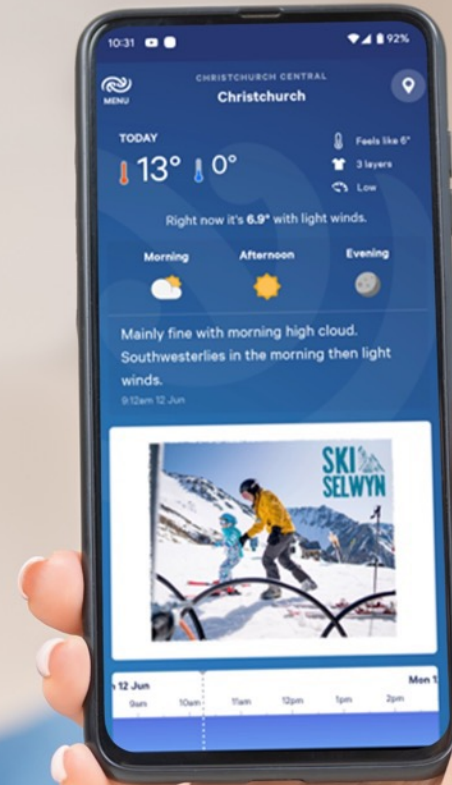 10:31
92%
CHRISTCHURCH CENTRAL
Christchurch
MENU
TODAY
13° 0°
Feels like 6°
3 layers
Low
Right now it's 6.9° with light winds.
Morning Afternoon Evening
Mainly fine with morning high cloud.
Southwesterlies in the morning then light
winds.
9:12am 12 Jun
SKI
SELWYN
12 Jun
Mon 1
9am 10am 11am 12pm 1pm 2pm